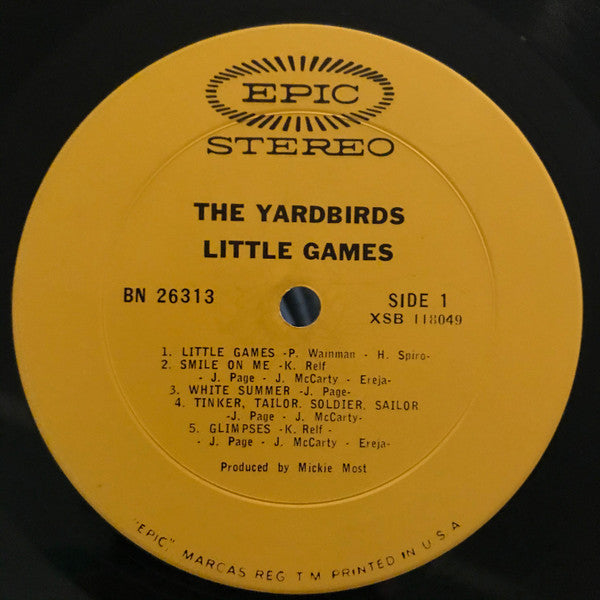 EPIC
STEREO
THE YARDBIRDS
LITTLE GAMES
BN 26313
SIDE 1
XSB 118049
1. LITTLE GAMES -P. Wainman - H. Spiro-
2. SMILE ON ME -K. Relf
- J. Page - J. McCarty - Ereja-
3. WHITE SUMMER -J. Page-
4. TINKER, TAILOR, SOLDIER, SAILOR
-J. Page - J. McCarty-
5. GLIMPSES -K. Relf -
- J. Page - J. McCarty - Ereja-
Produced by Mickie Most
"EPIC," MARCAS REG. T M PRINTED IN U S A